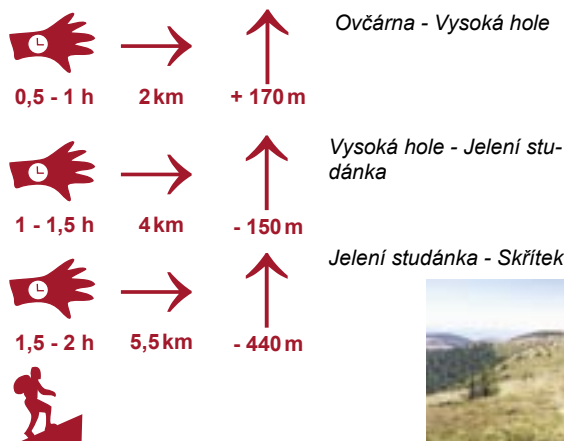 Ovčárna - Vysoká hole
0,5 - 1 h 2 km + 170 m
Vysoká hole - Jelení stu-
dánka
1 - 1,5 h 4 km - 150 m
Jelení studánka - Skřítek
1,5 - 2 h 5,5 km - 440 m